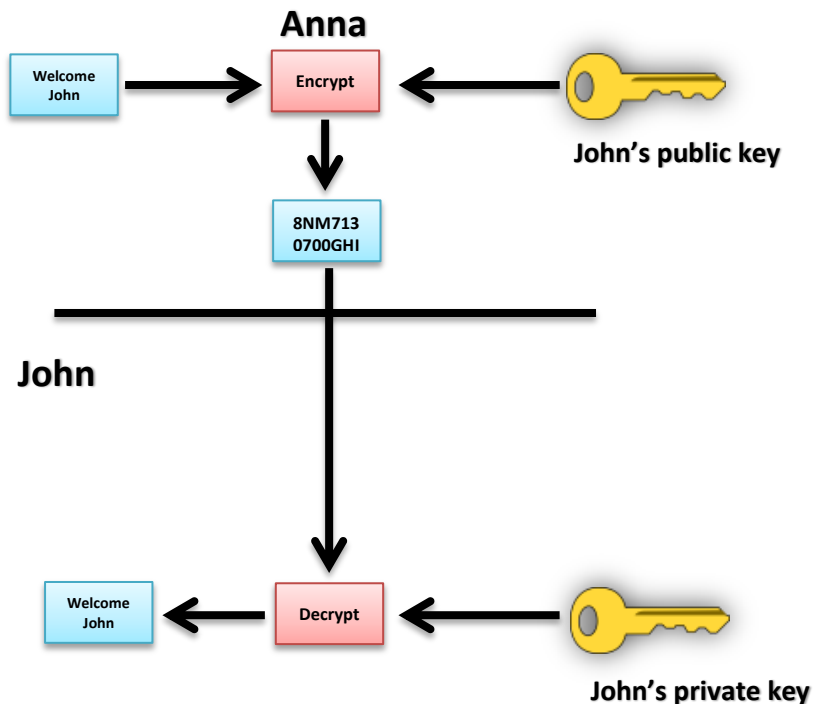 Anna
Welcome
John
Encrypt
John’s public key
8NM713
0700GHI
John
Welcome
John
Decrypt
John’s private key